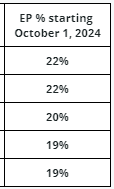 EP % starting
October 1, 2024
22%
22%
20%
19%
19%